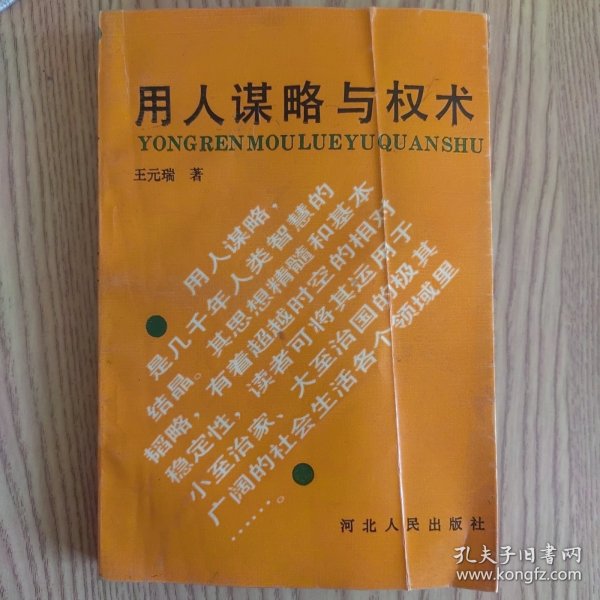 用人谋略与权术
YONGRENMOULUEYUQUANSHU
王元瑞 著
用人谋略，
是几千年人类智慧的
结晶。其思想精髓和基本
韬略，有着超越时空的相对
稳定性，读者可将其运用于
小至治家、大至治国的极其
广阔的社会生活各个领域里
……。
河北人民出版社
孔夫子旧书网
www.kongfz.com